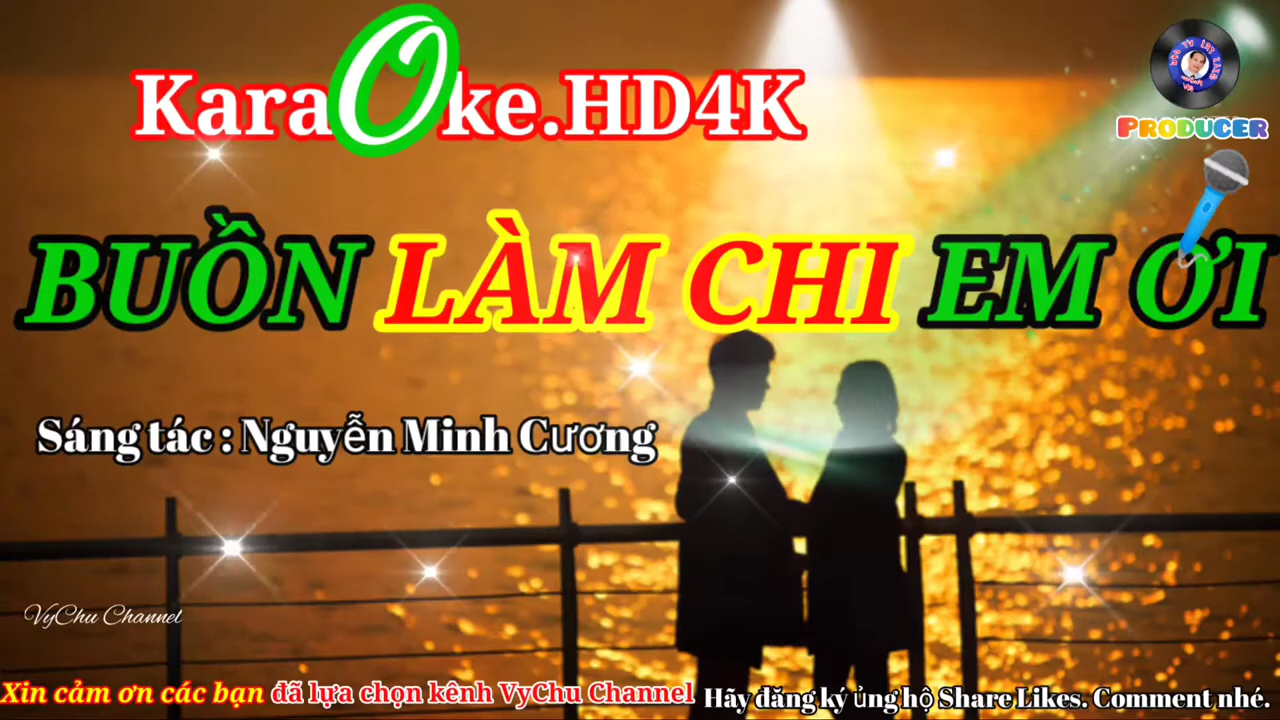 KaraOke.HD4K
PRODUCER
BUỒN LÀM CHI EM ƠI
Sáng tác : Nguyễn Minh Cương
VyChu Channel
Xin cảm ơn các bạn đã lựa chọn kênh VyChu Channel
Hãy đăng ký ủng hộ Share Likes. Comment nhé.